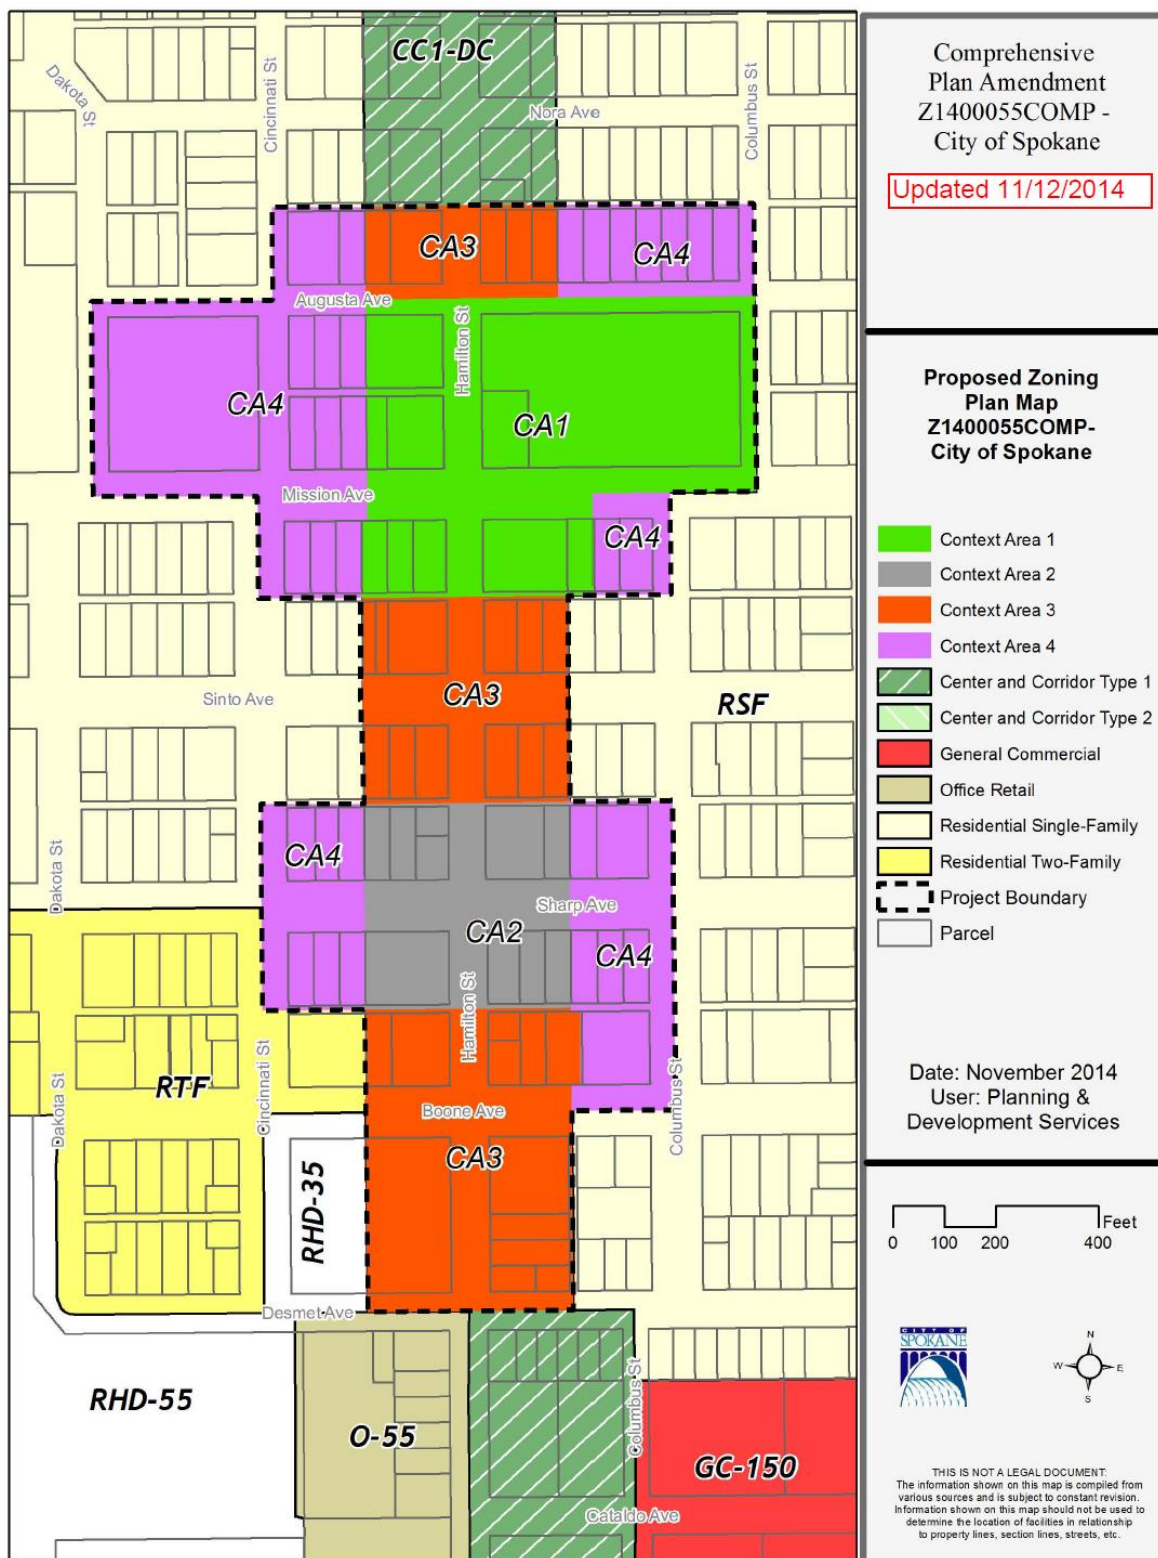 CC1-DC
Dakota St
Cincinnati St
Columbus St
Nora Ave
CA3
CA4
Augusta Ave
Hamilton St
CA4
CA1
Mission Ave
CA4
Sinto Ave
CA3
RSF
CA4
Dakota St
Sharp Ave
CA2
CA4
Hamilton St
Cincinnati St
RTF
Dakota St
Boone Ave
Columbus St
CA3
RHD-35
Desmet Ave
RHD-55
O-55
Columbus St
GC-150
Cataldo Ave
Comprehensive
Plan Amendment
Z1400055COMP -
City of Spokane
Updated 11/12/2014
Proposed Zoning
Plan Map
Z1400055COMP-
City of Spokane
Context Area 1
Context Area 2
Context Area 3
Context Area 4
Center and Corridor Type 1
Center and Corridor Type 2
General Commercial
Office Retail
Residential Single-Family
Residential Two-Family
Project Boundary
Parcel
Date: November 2014
User: Planning &
Development Services
Feet
0 100 200 400
CITY OF
SPOKANE
N
W E
S
THIS IS NOT A LEGAL DOCUMENT:
The information shown on this map is compiled from
various sources and is subject to constant revision.
Information shown on this map should not be used to
determine the location of facilities in relationship
to property lines, section lines, streets, etc.